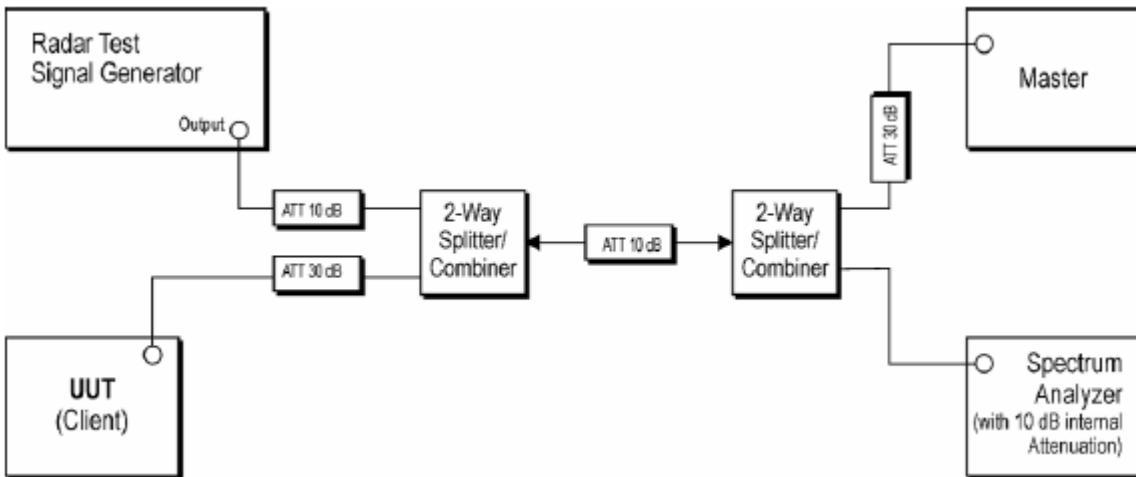 Radar Test
Signal Generator
Output
ATT 10 dB
ATT 30 dB
UUT
(Client)
2-Way
Splitter/
Combiner
ATT 10 dB
2-Way
Splitter/
Combiner
ATT 30 dB
Master
Spectrum
Analyzer
(with 10 dB internal
Attenuation)